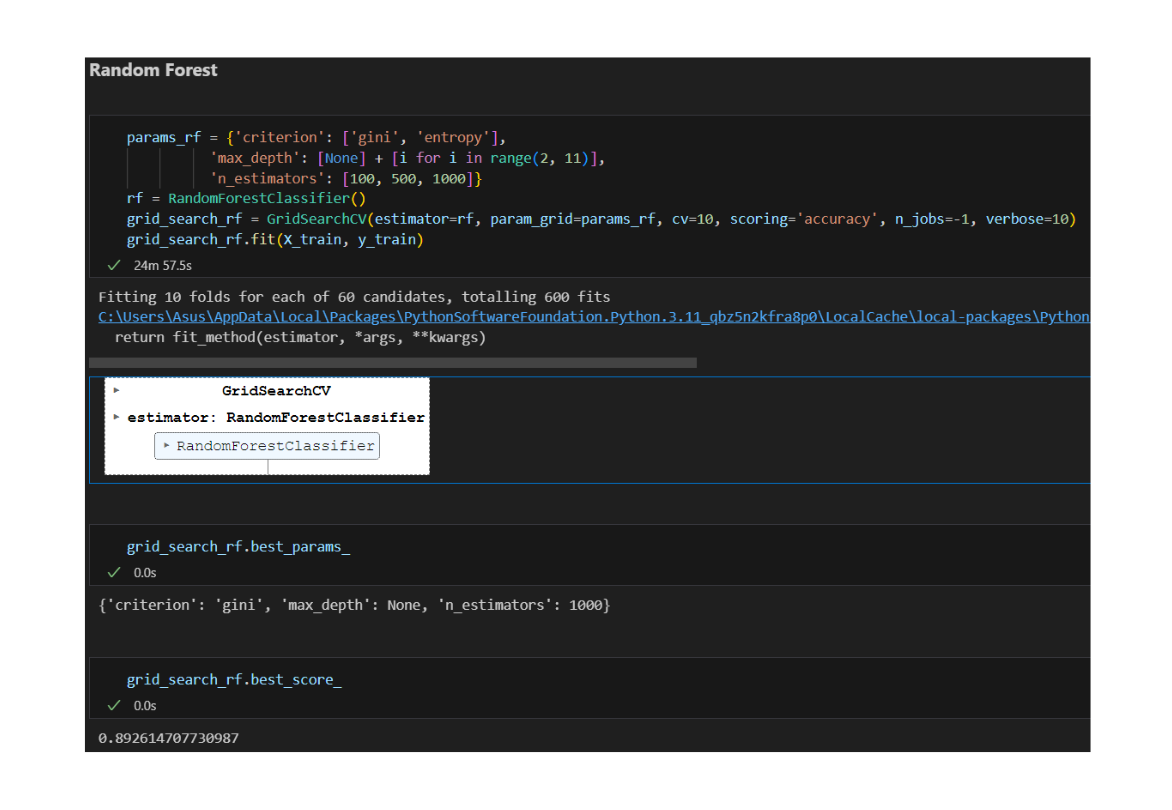 Random Forest
params_rf = {'criterion': ['gini', 'entropy'],
'max_depth': [None] + [i for i in range(2, 11)],
'n_estimators': [100, 500, 1000]}
rf = RandomForestClassifier()
grid_search_rf = GridSearchCV(estimator=rf, param_grid=params_rf, cv=10, scoring='accuracy', n_jobs=-1, verbose=10)
grid_search_rf.fit(X_train, y_train)
24m 57.5s
Fitting 10 folds for each of 60 candidates, totalling 600 fits
C:\Users\Asus\AppData\Local\Packages\PythonSoftwareFoundation.Python.3.11_qbz5n2kfra8p0\LocalCache\local-packages\Python
return fit_method(estimator, *args, **kwargs)
GridSearchCV
estimator: RandomForestClassifier
RandomForestClassifier
grid_search_rf.best_params_
0.0s
{'criterion': 'gini', 'max_depth': None, 'n_estimators': 1000}
grid_search_rf.best_score_
0.0s
0.892614707730987